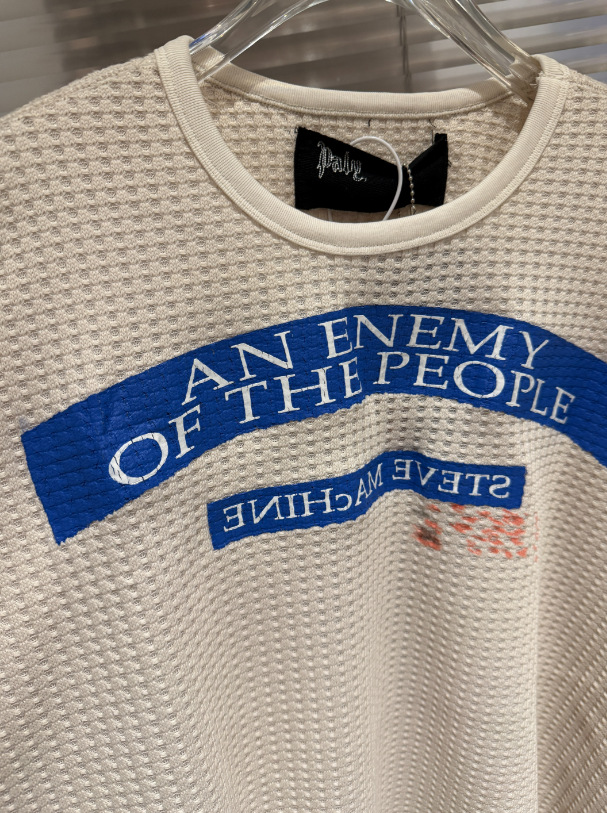 Paly
AN ENEMY
OF THE PEOPLE
STEVE MACHINE